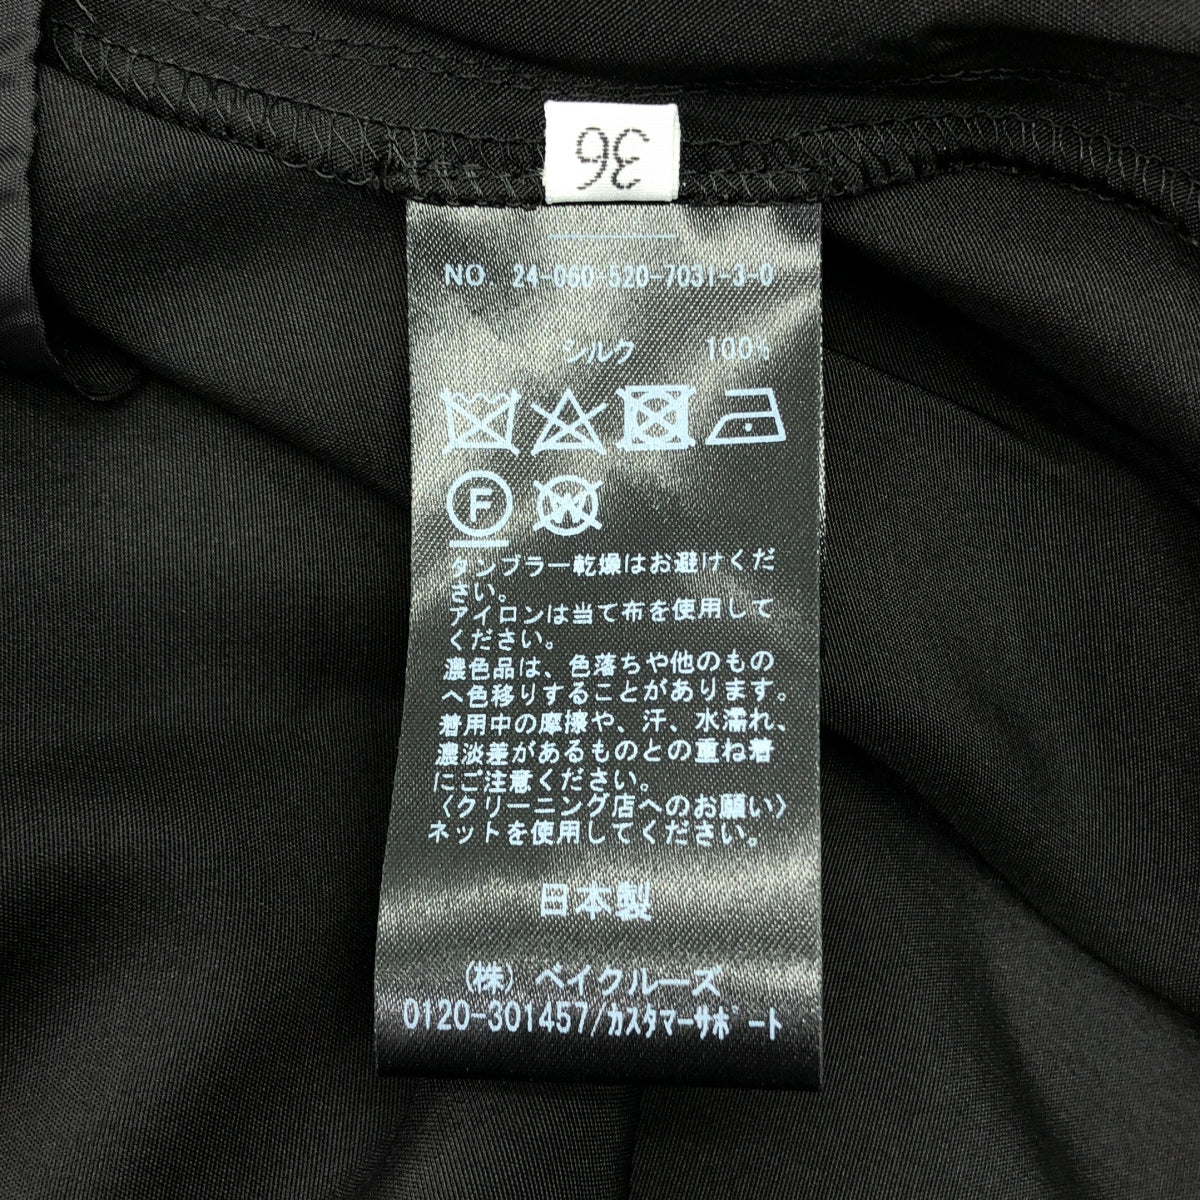 36
NO. 24-060-520-7031-3-0
シルク 100%
F
W
タンブラー乾燥はお避けくだ
さい。
アイロンは当て布を使用して
ください。
濃色品は、色落ちや他のもの
へ色移りすることがあります。
着用中の摩擦や、汗、水濡れ、
濃淡差があるものとの重ね着
にご注意ください。
〈クリーニング店へのお願い〉
ネットを使用してください。
日本製
(株)ベイクルーズ
0120-301457/カスタマーサポート